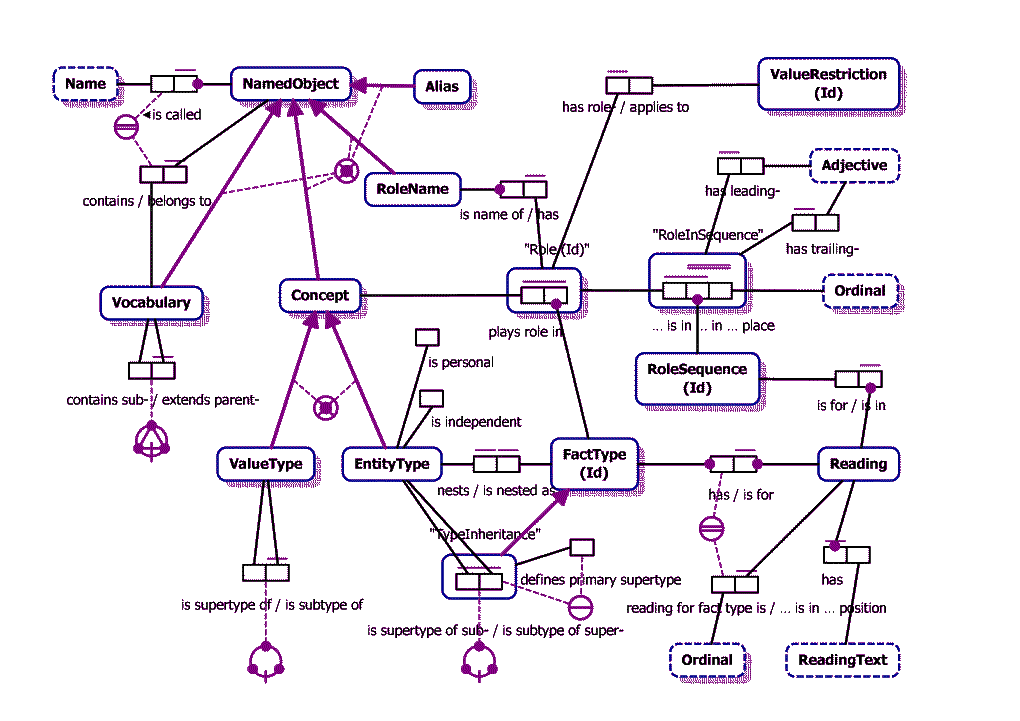 Name
NamedObject
Alias
ValueRestriction
(Id)
has role / applies to
is called
contains / belongs to
RoleName
is name of / has
has leading-
Adjective
"RoleInSequence"
has trailing-
"Role (Id)"
Vocabulary
Concept
Ordinal
plays role in
... is in ... in ... place
is personal
RoleSequence
(Id)
contains sub- / extends parent-
is independent
is for / is in
ValueType
EntityType
FactType
(Id)
Reading
nests / is nested as
has / is for
"TypeInheritance"
defines primary supertype
has
is supertype of / is subtype of
reading for fact type is / ... is in ... position
is supertype of sub- / is subtype of super-
Ordinal
ReadingText